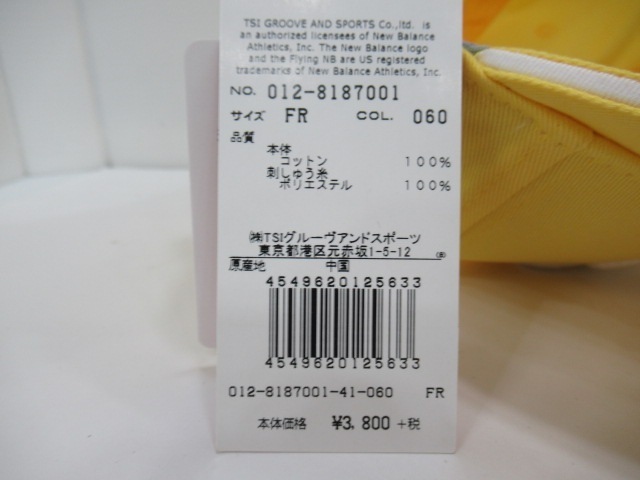 TSI GROOVE AND SPORTS Co.,ltd. is
an authorized licensees of New Balance
Athletics, Inc. The New Balance logo
and the Flying NB are US registered
trademarks of New Balance Athletics, Inc.
NO. 012-8187001
サイズ FR COL. 060
品質
本体
コットン 100%
刺しゅう糸
ポリエステル 100%
㈱TSIグルーヴアンドスポーツ
東京都港区元赤坂1-5-12
原産地 中国
4549620125633
4549620125633
012-8187001-41-060 FR
本体価格 ¥3,800 +税